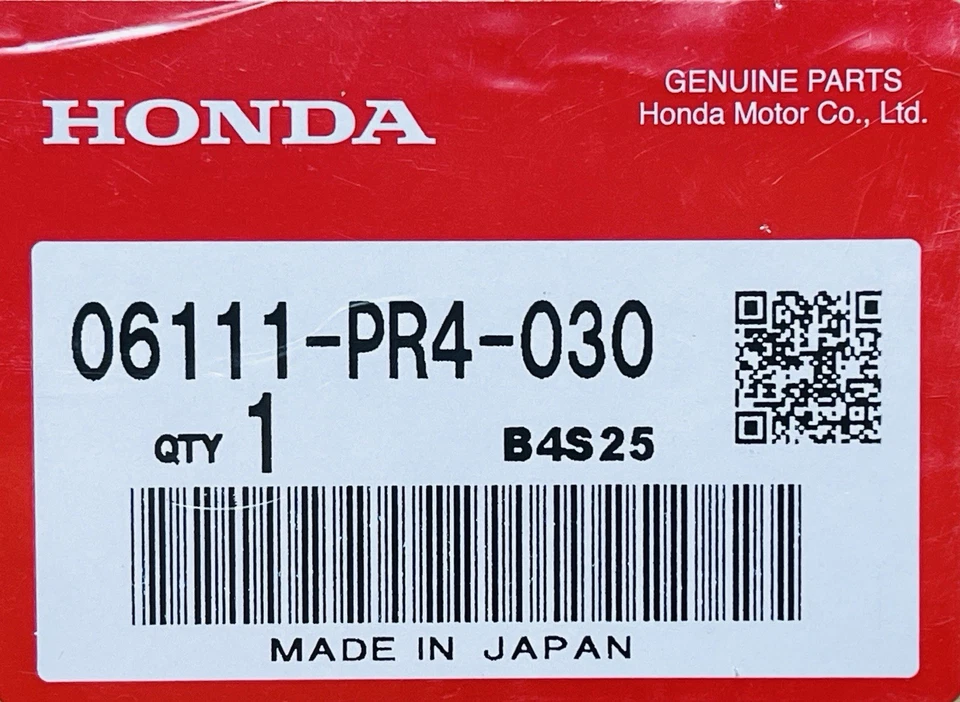 HONDA
GENUINE PARTS
Honda Motor Co., Ltd.
06111-PR4-030
QTY 1 B4S25
MADE IN JAPAN